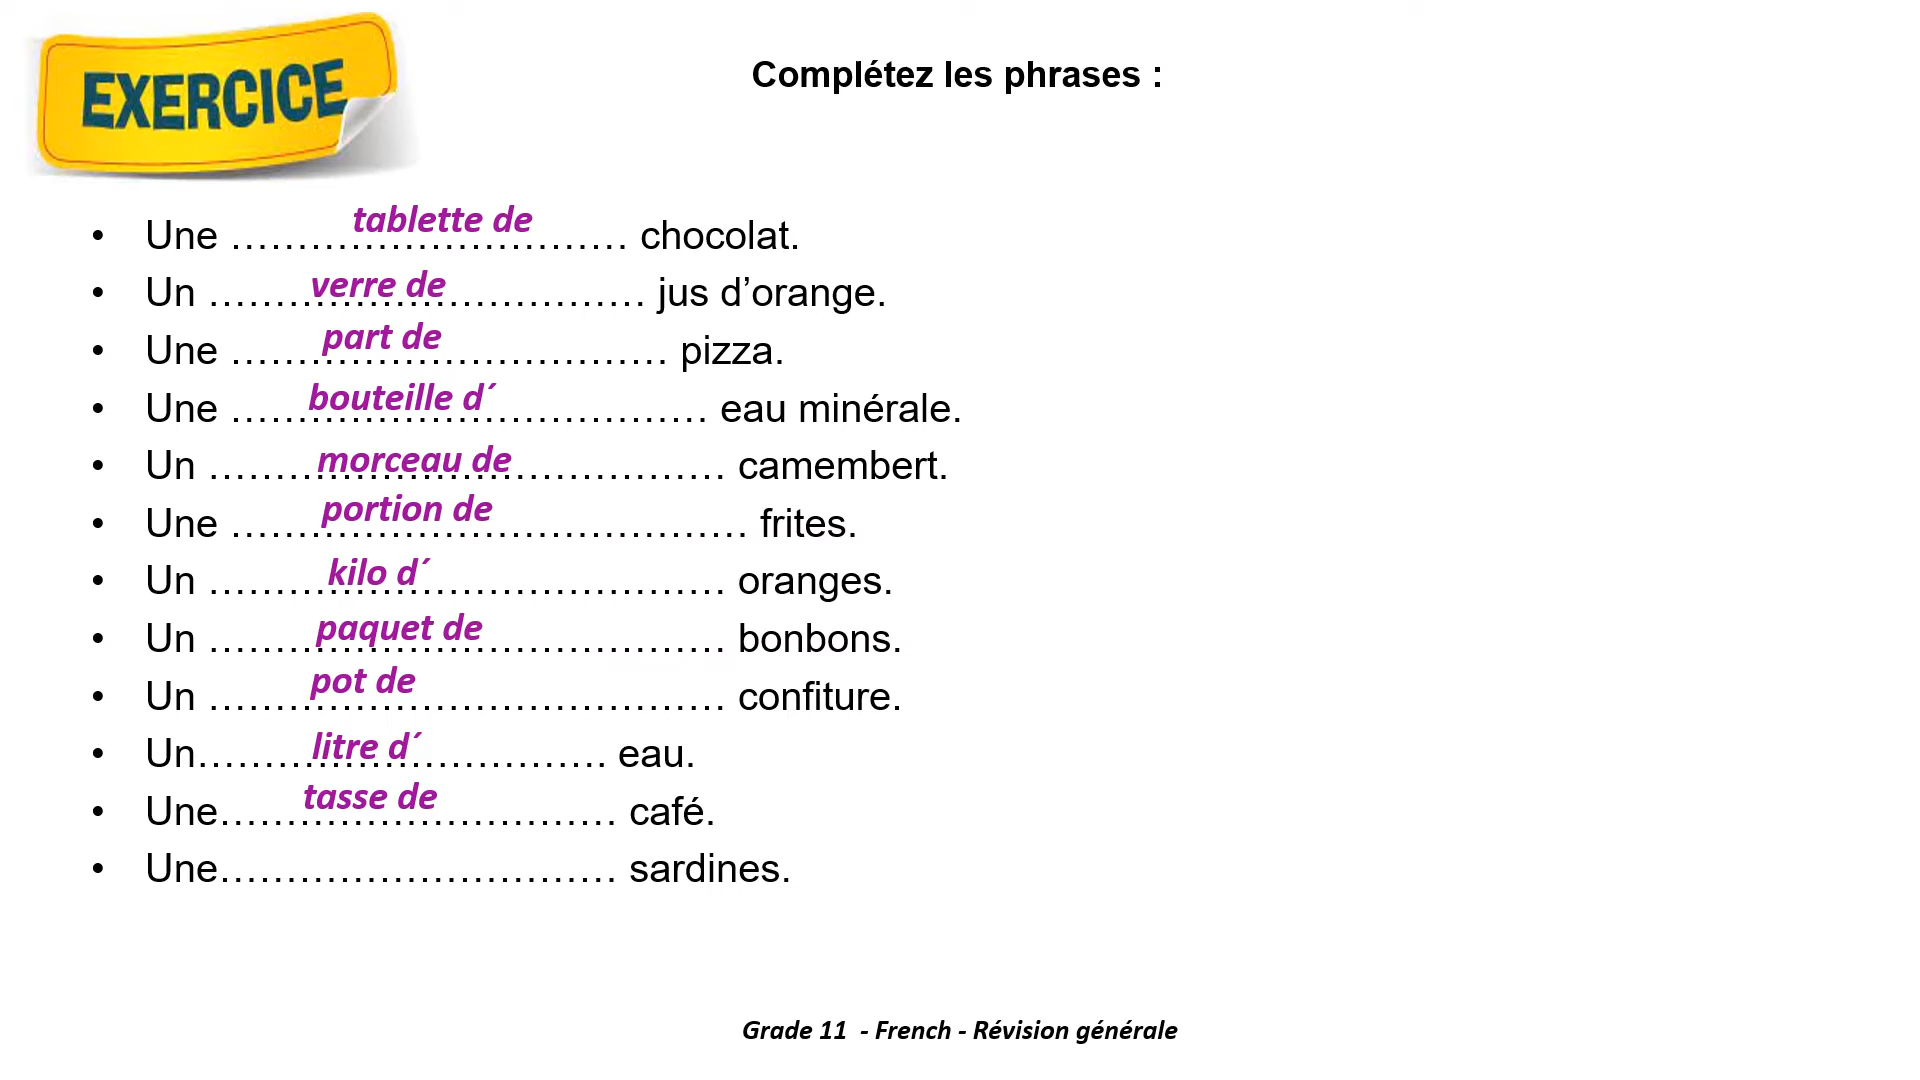 EXERCICE
Complétez les phrases :
• Une tablette de .............................. chocolat.
• Un verre de ................................. jus d’orange.
• Une part de ................................. pizza.
• Une bouteille d´ .................................... eau minérale.
• Un morceau de ....................................... camembert.
• Une portion de ....................................... frites.
• Un kilo d´ ....................................... oranges.
• Un paquet de ....................................... bonbons.
• Un pot de ....................................... confiture.
• Un litre d´ ............................... eau.
• Une tasse de .............................. café.
• Une.............................. sardines.
Grade 11 - French - Révision générale